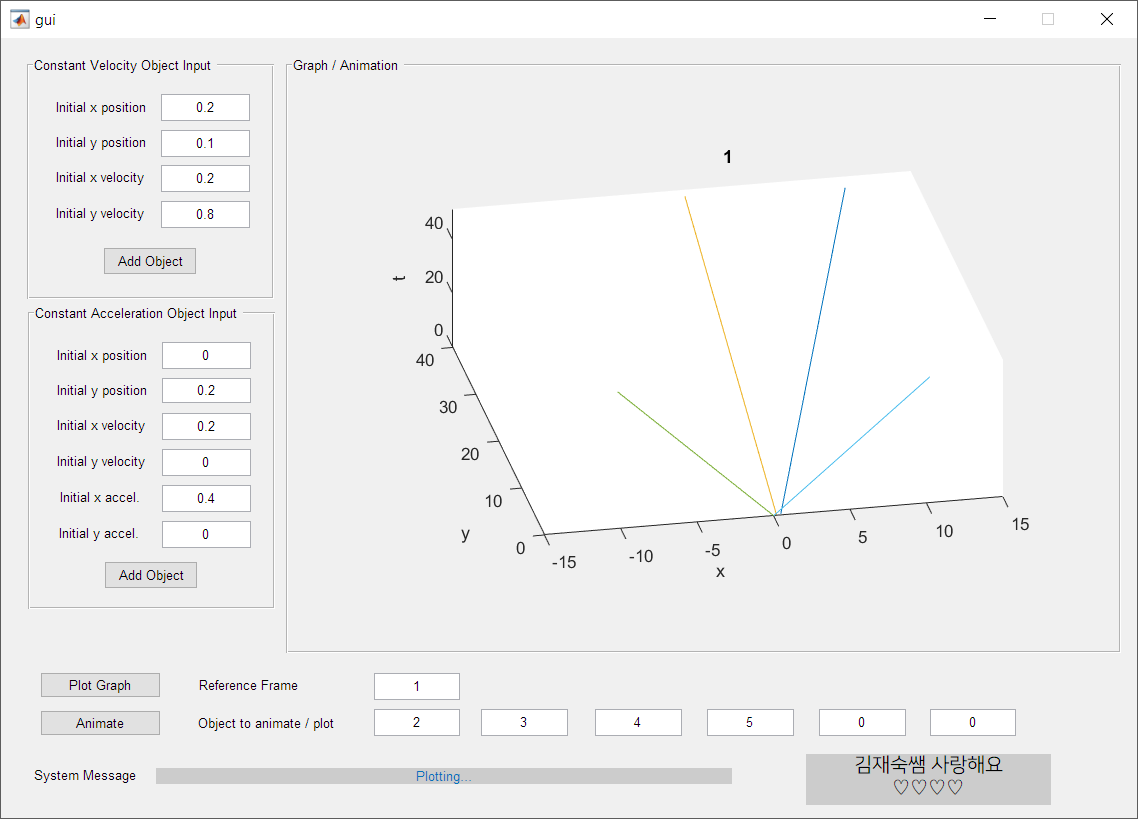 gui
Constant Velocity Object Input
Initial x position 0.2
Initial y position 0.1
Initial x velocity 0.2
Initial y velocity 0.8
Add Object
Constant Acceleration Object Input
Initial x position 0
Initial y position 0.2
Initial x velocity 0.2
Initial y velocity 0
Initial x accel. 0.4
Initial y accel. 0
Add Object
Graph / Animation
1
t
40
20
0
40
30
20
10
0
y
-15
-10
-5
0
5
10
15
x
Plot Graph
Reference Frame 1
Animate
Object to animate / plot 2 3 4 5 0 0
System Message Plotting...
김재숙쌤 사랑해요
♡♡♡♡